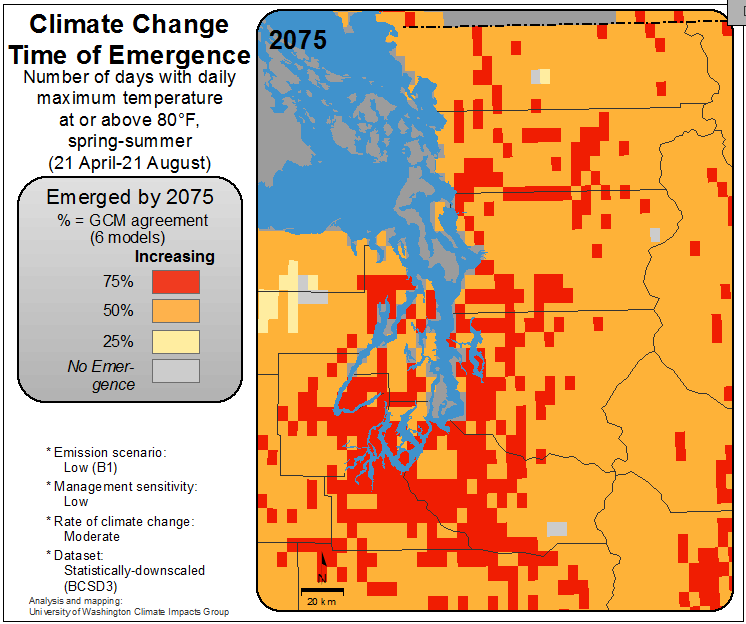 Climate Change
Time of Emergence
Number of days with daily
maximum temperature
at or above 80°F,
spring-summer
(21 April-21 August)
Emerged by 2075
% = GCM agreement
(6 models)
Increasing
75%
50%
25%
No Emer-
gence
* Emission scenario:
Low (B1)
* Management sensitivity:
Low
* Rate of climate change:
Moderate
* Dataset:
Statistically-downscaled
(BCSD3)
Analysis and mapping:
University of Washington Climate Impacts Group
2075
N
20 km